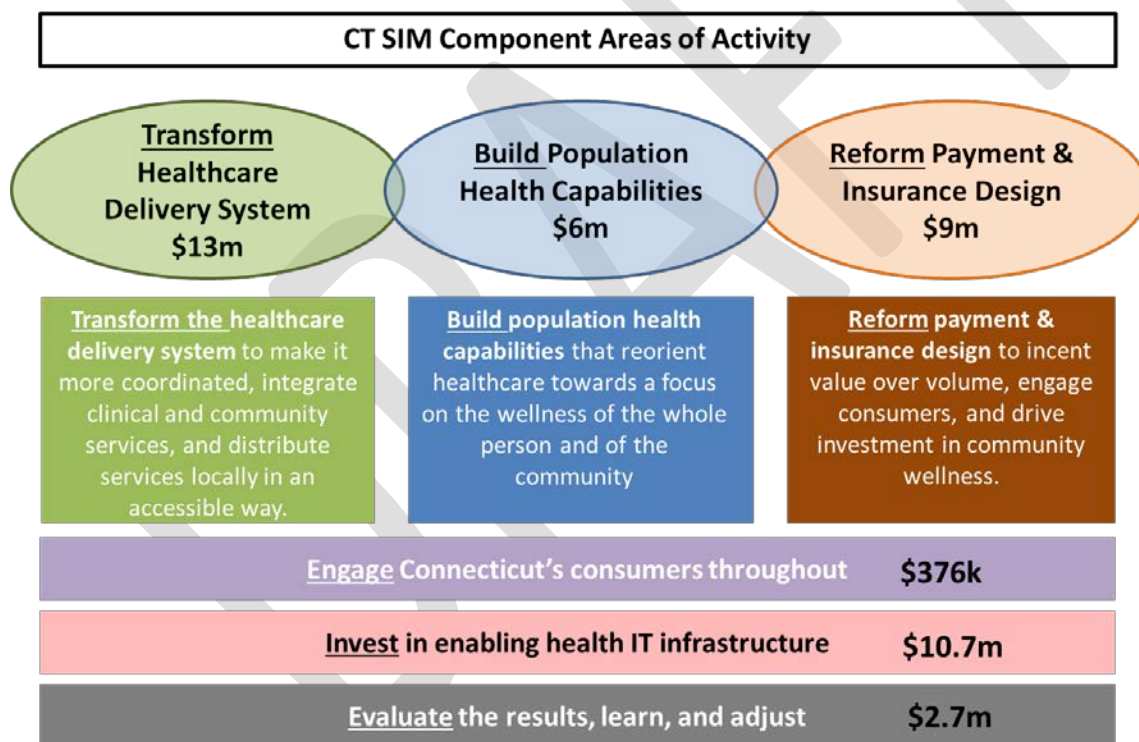 CT SIM Component Areas of Activity
Transform
Healthcare
Delivery System
$13m
Build Population
Health Capabilities
$6m
Reform Payment &
Insurance Design
$9m
Transform the healthcare
delivery system to make it
more coordinated, integrate
clinical and community
services, and distribute
services locally in an
accessible way.
Build population health
capabilities that reorient
healthcare towards a focus
on the wellness of the whole
person and of the
community
Reform payment &
insurance design to incent
value over volume, engage
consumers, and drive
investment in community
wellness.
Engage Connecticut’s consumers throughout $376k
Invest in enabling health IT infrastructure $10.7m
Evaluate the results, learn, and adjust $2.7m
DRAFT